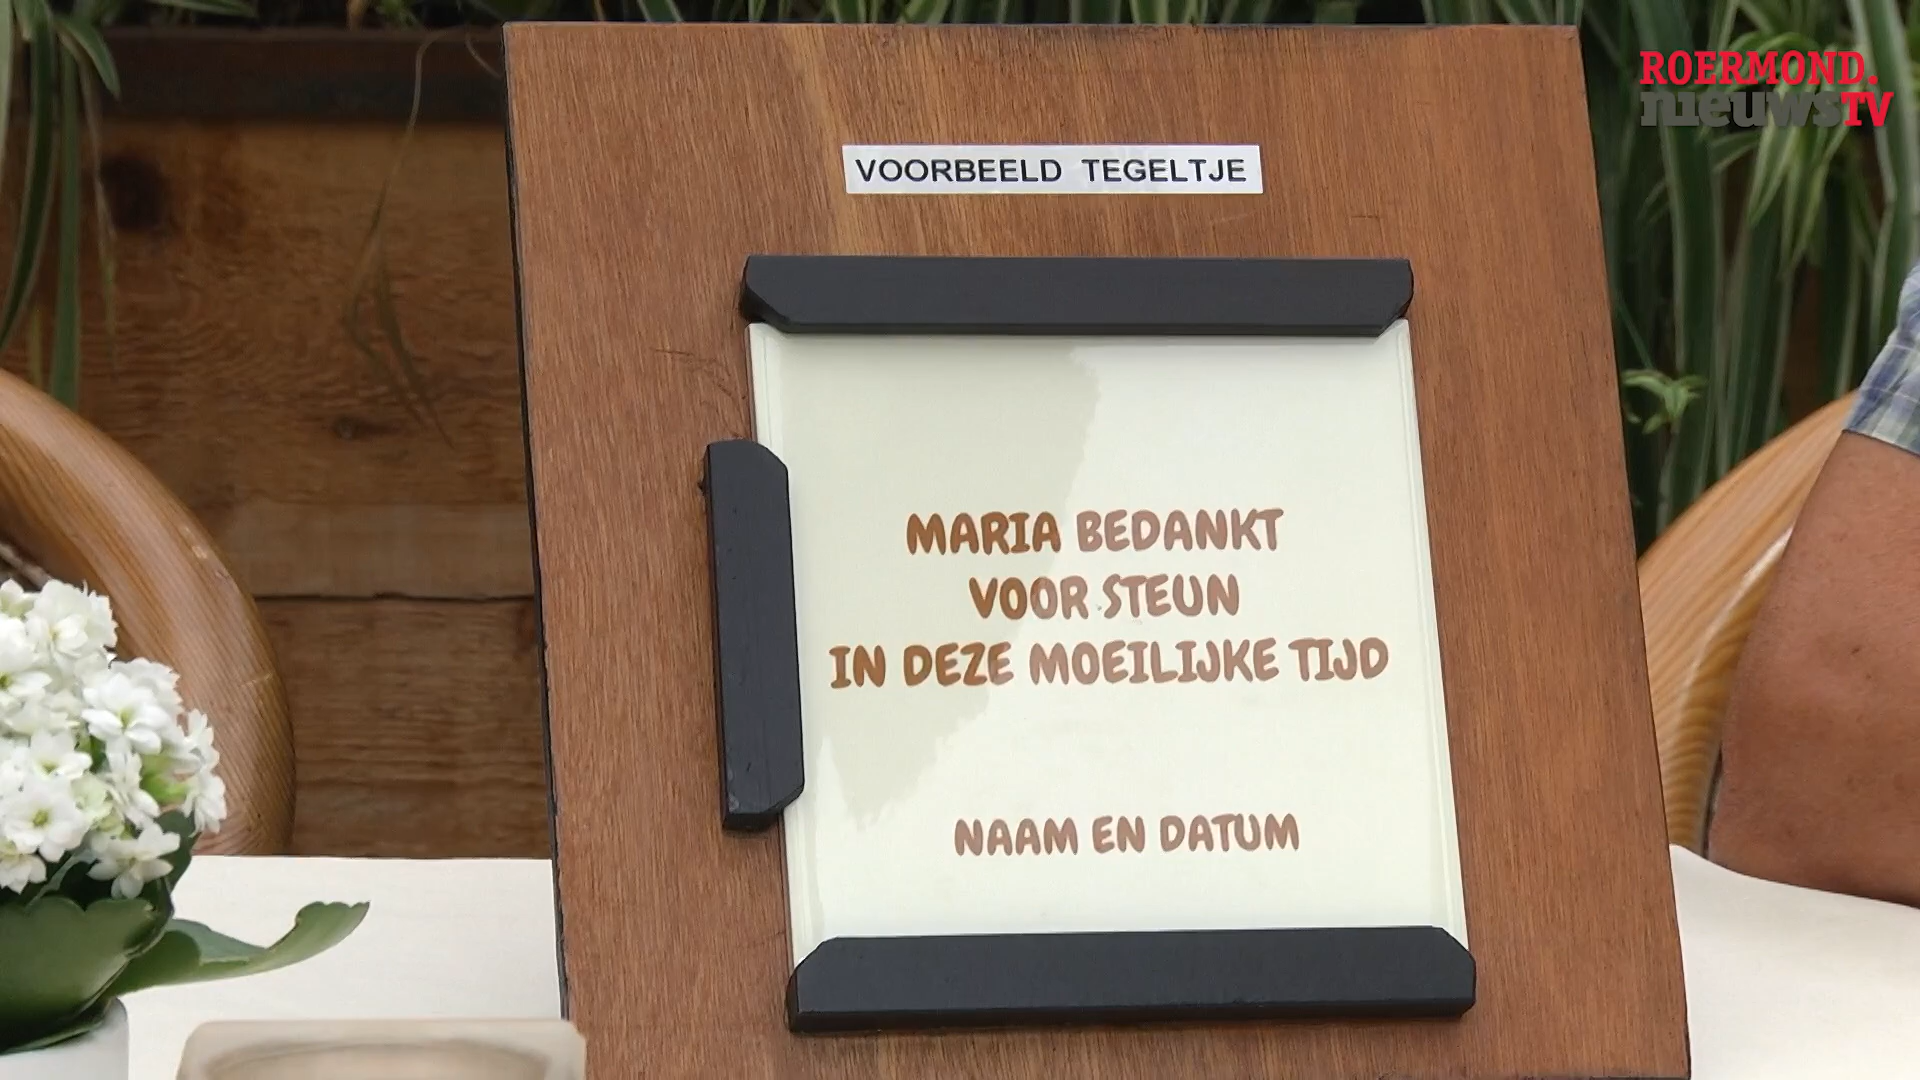 ROERMOND.
nieuwsTV
VOORBEELD TEGELTJE
MARIA BEDANKT
VOOR STEUN
IN DEZE MOEILIJKE TIJD
NAAM EN DATUM